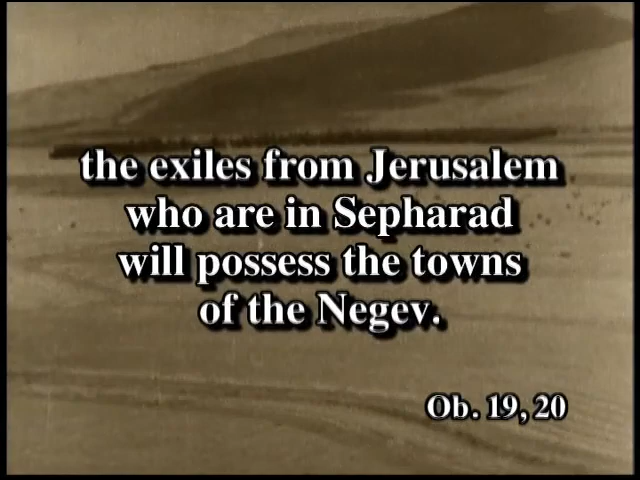 the exiles from Jerusalem
who are in Sepharad
will possess the towns
of the Negev.
Ob. 19, 20